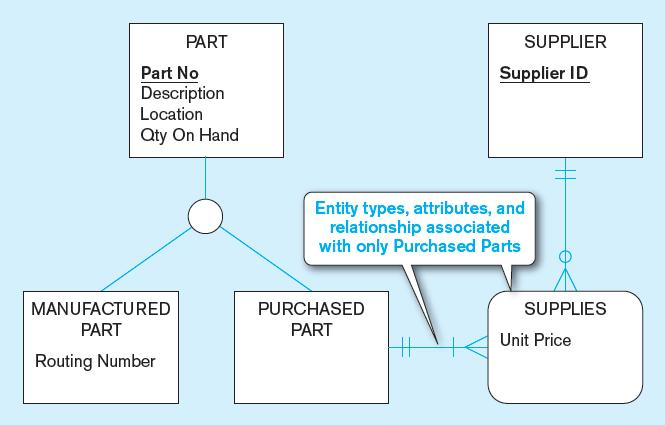 PART
Part No
Description
Location
Qty On Hand
SUPPLIER
Supplier ID
Entity types, attributes, and
relationship associated
with only Purchased Parts
MANUFACTURED
PART
Routing Number
PURCHASED
PART
SUPPLIES
Unit Price